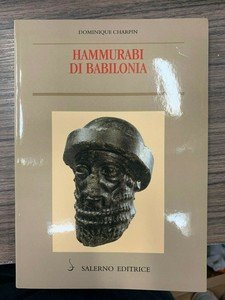 DOMINIQUE CHARPIN
HAMMURABI
DI BABILONIA
SALERNO EDITRICE